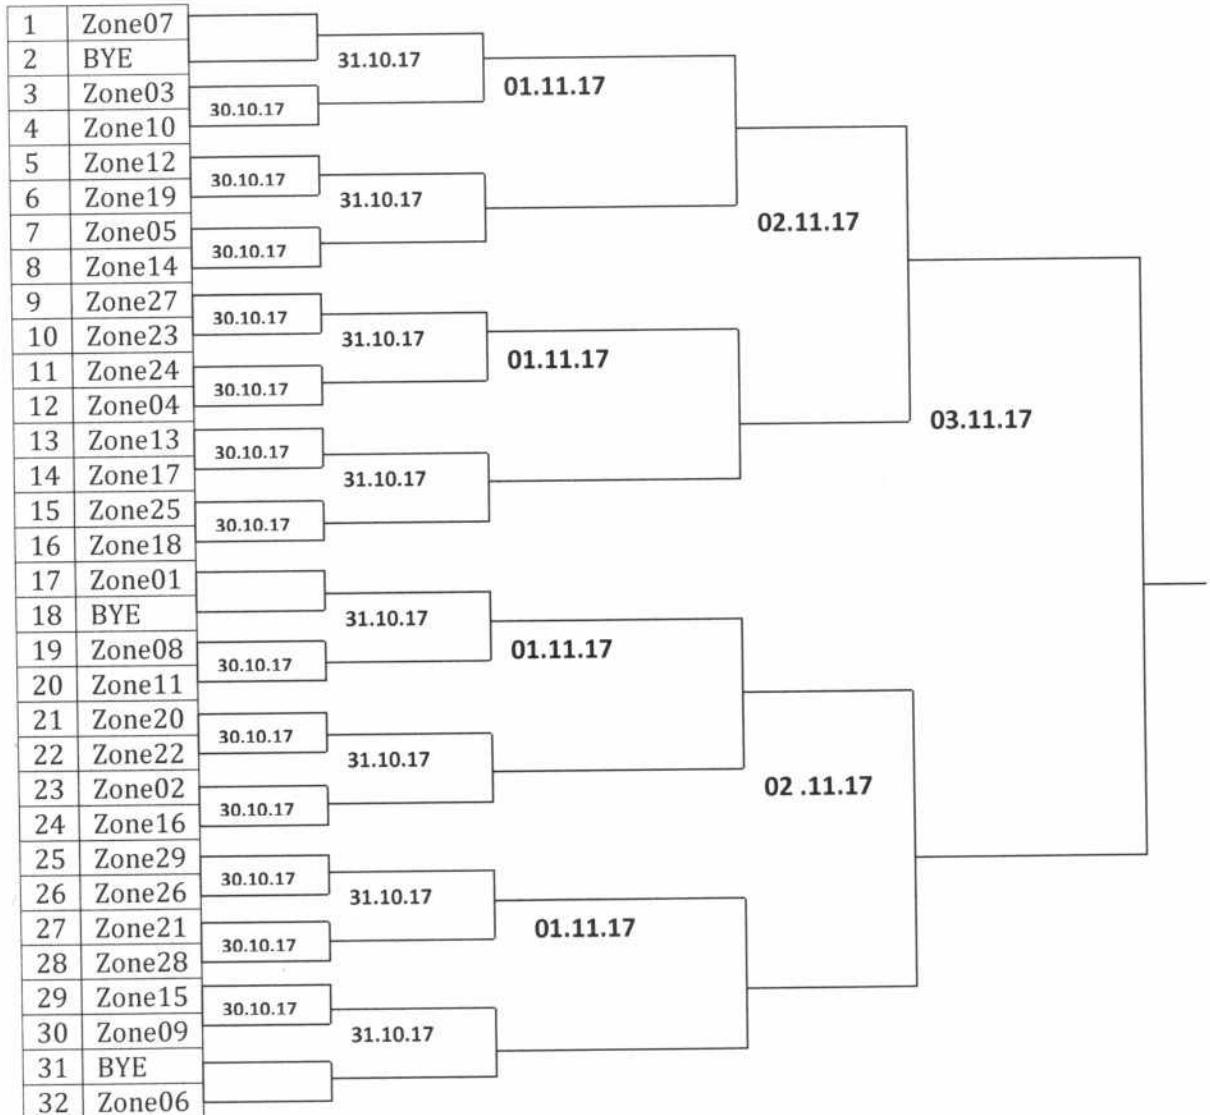 1 Zone07
2 BYE
31.10.17
01.11.17
3 Zone03
30.10.17
4 Zone10
5 Zone12
30.10.17
6 Zone19
31.10.17
02.11.17
7 Zone05
30.10.17
8 Zone14
9 Zone27
30.10.17
10 Zone23
31.10.17
01.11.17
11 Zone24
30.10.17
12 Zone04
03.11.17
13 Zone13
30.10.17
14 Zone17
31.10.17
15 Zone25
30.10.17
16 Zone18
17 Zone01
18 BYE
31.10.17
01.11.17
19 Zone08
30.10.17
20 Zone11
21 Zone20
30.10.17
22 Zone22
31.10.17
02 .11.17
23 Zone02
30.10.17
24 Zone16
25 Zone29
30.10.17
26 Zone26
31.10.17
01.11.17
27 Zone21
30.10.17
28 Zone28
29 Zone15
30.10.17
30 Zone09
31.10.17
31 BYE
32 Zone06